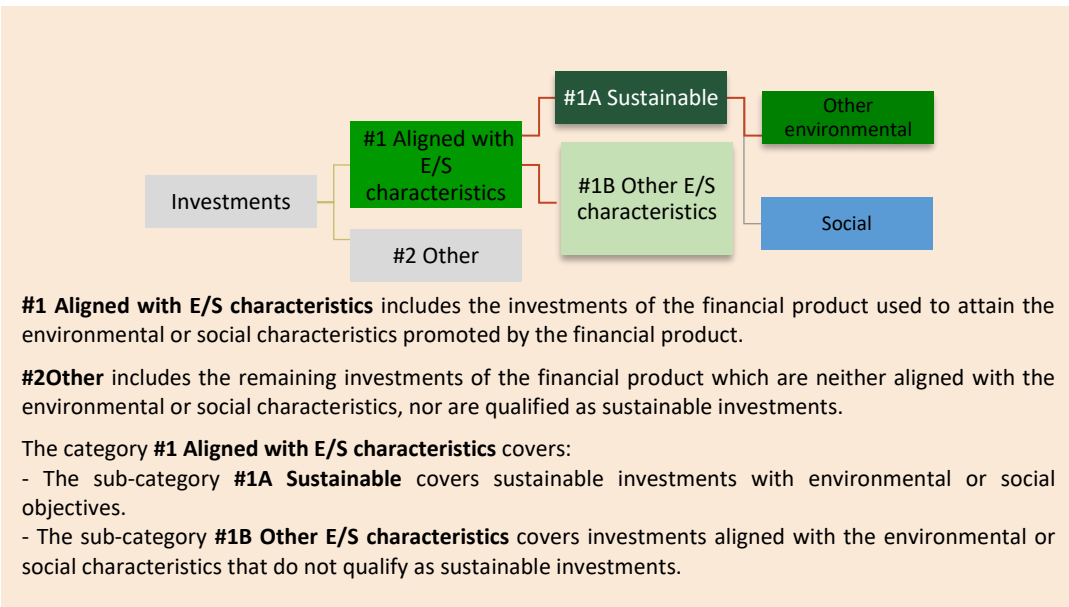 #1A Sustainable
Other
environmental
#1 Aligned with
E/S
characteristics
#1B Other E/S
characteristics
Investments
Social
#2 Other
#1 Aligned with E/S characteristics includes the investments of the financial product used to attain the
environmental or social characteristics promoted by the financial product.
#2Other includes the remaining investments of the financial product which are neither aligned with the
environmental or social characteristics, nor are qualified as sustainable investments.
The category #1 Aligned with E/S characteristics covers:
- The sub-category #1A Sustainable covers sustainable investments with environmental or social
objectives.
- The sub-category #1B Other E/S characteristics covers investments aligned with the environmental or
social characteristics that do not qualify as sustainable investments.